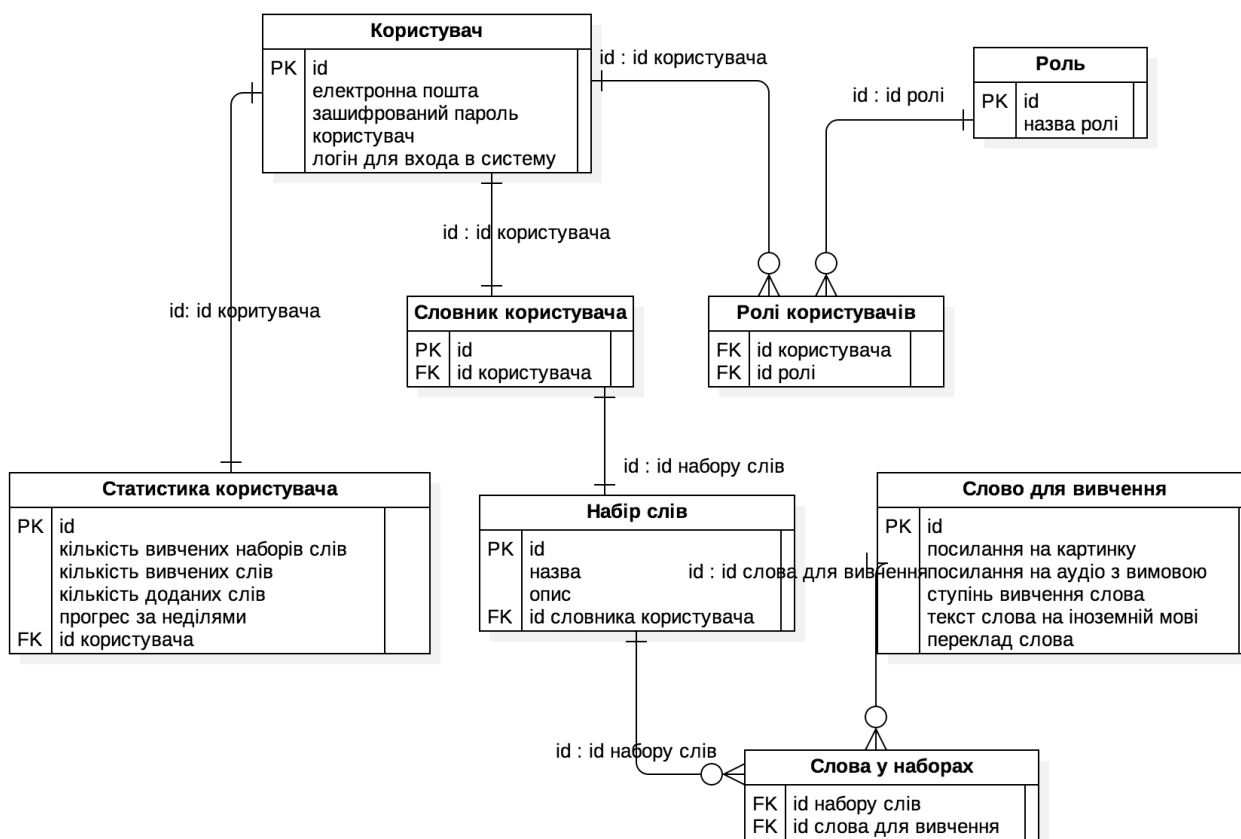 Користувач
PK id
електронна пошта
зашифрований пароль
користувач
логін для входа в систему
id : id користувача
Роль
PK id
назва ролі
id : id ролі
id : id користувача
id: id коритувача
Словник користувача
PK id
FK id користувача
Ролі користувачів
FK id користувача
FK id ролі
id : id набору слів
Статистика користувача
PK id
кількість вивчених наборів слів
кількість вивчених слів
кількість доданих слів
прогрес за неділями
FK id користувача
Набір слів
PK id
назва
опис
FK id словника користувача
id : id слова для вивчення
Слово для вивчення
PK id
посилання на картинку
посилання на аудіо з вимовою
ступінь вивчення слова
текст слова на іноземній мові
переклад слова
id : id набору слів
Слова у наборах
FK id набору слів
FK id слова для вивчення